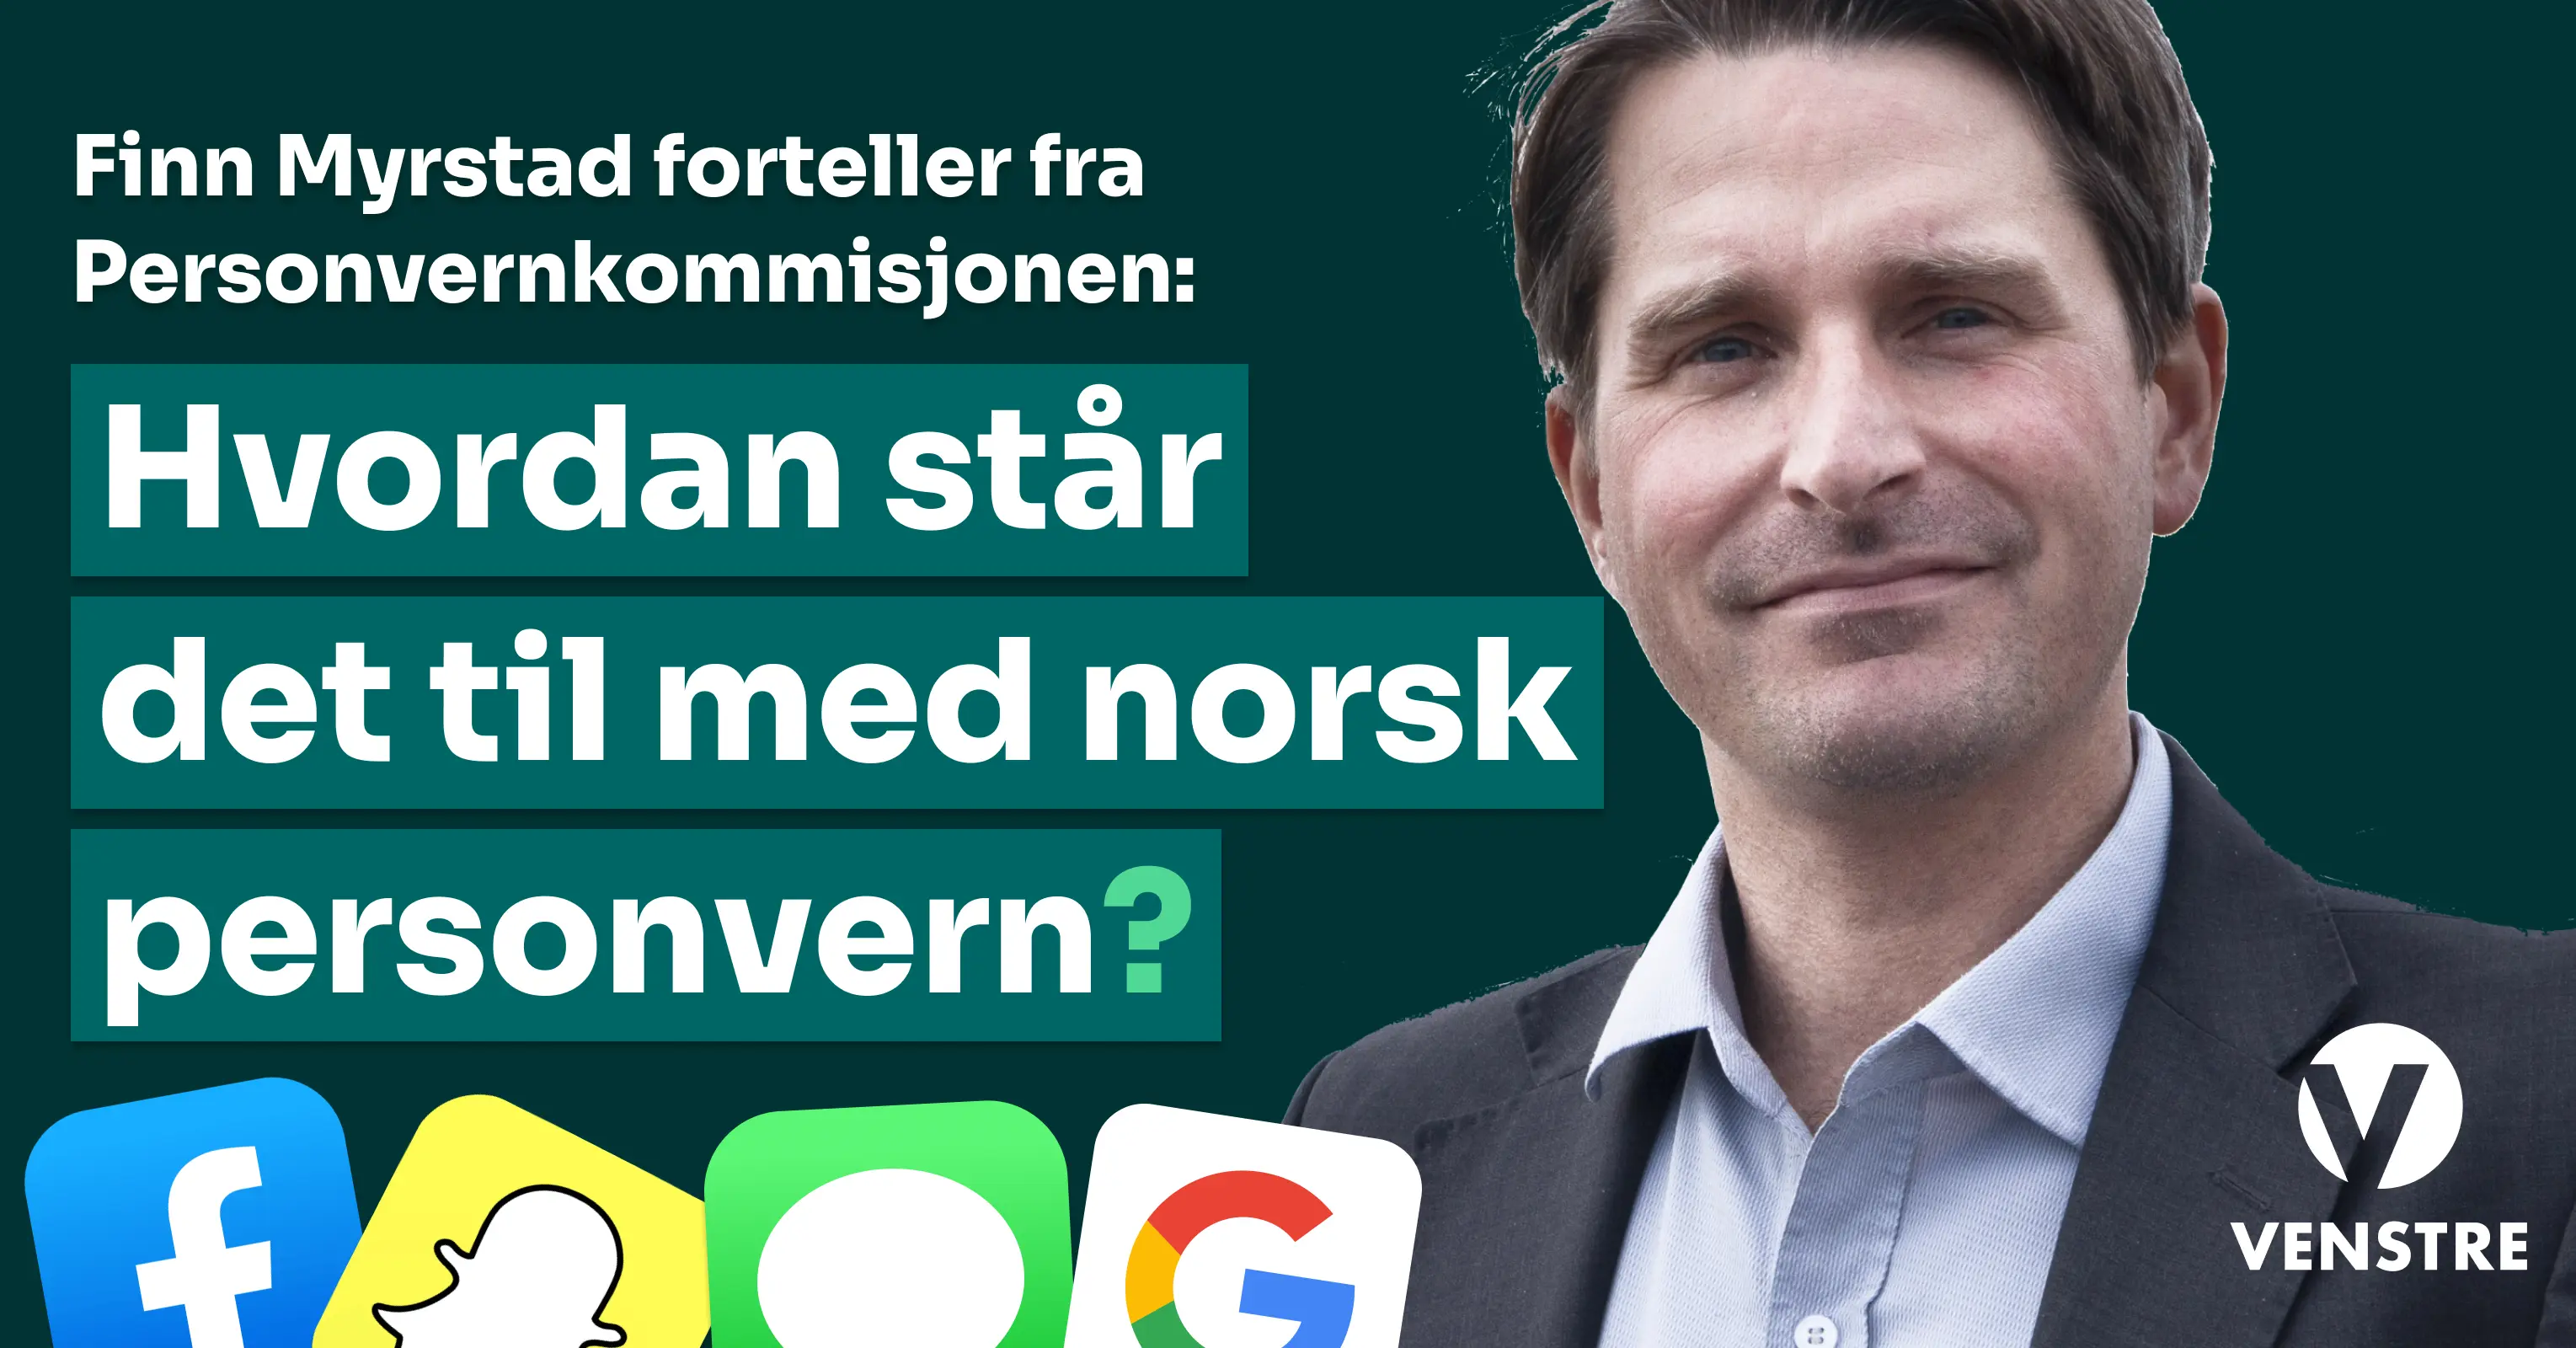 Finn Myrstad forteller fra
Personvernkommisjonen:
Hvordan står
det til med norsk
personvern?
VENSTRE